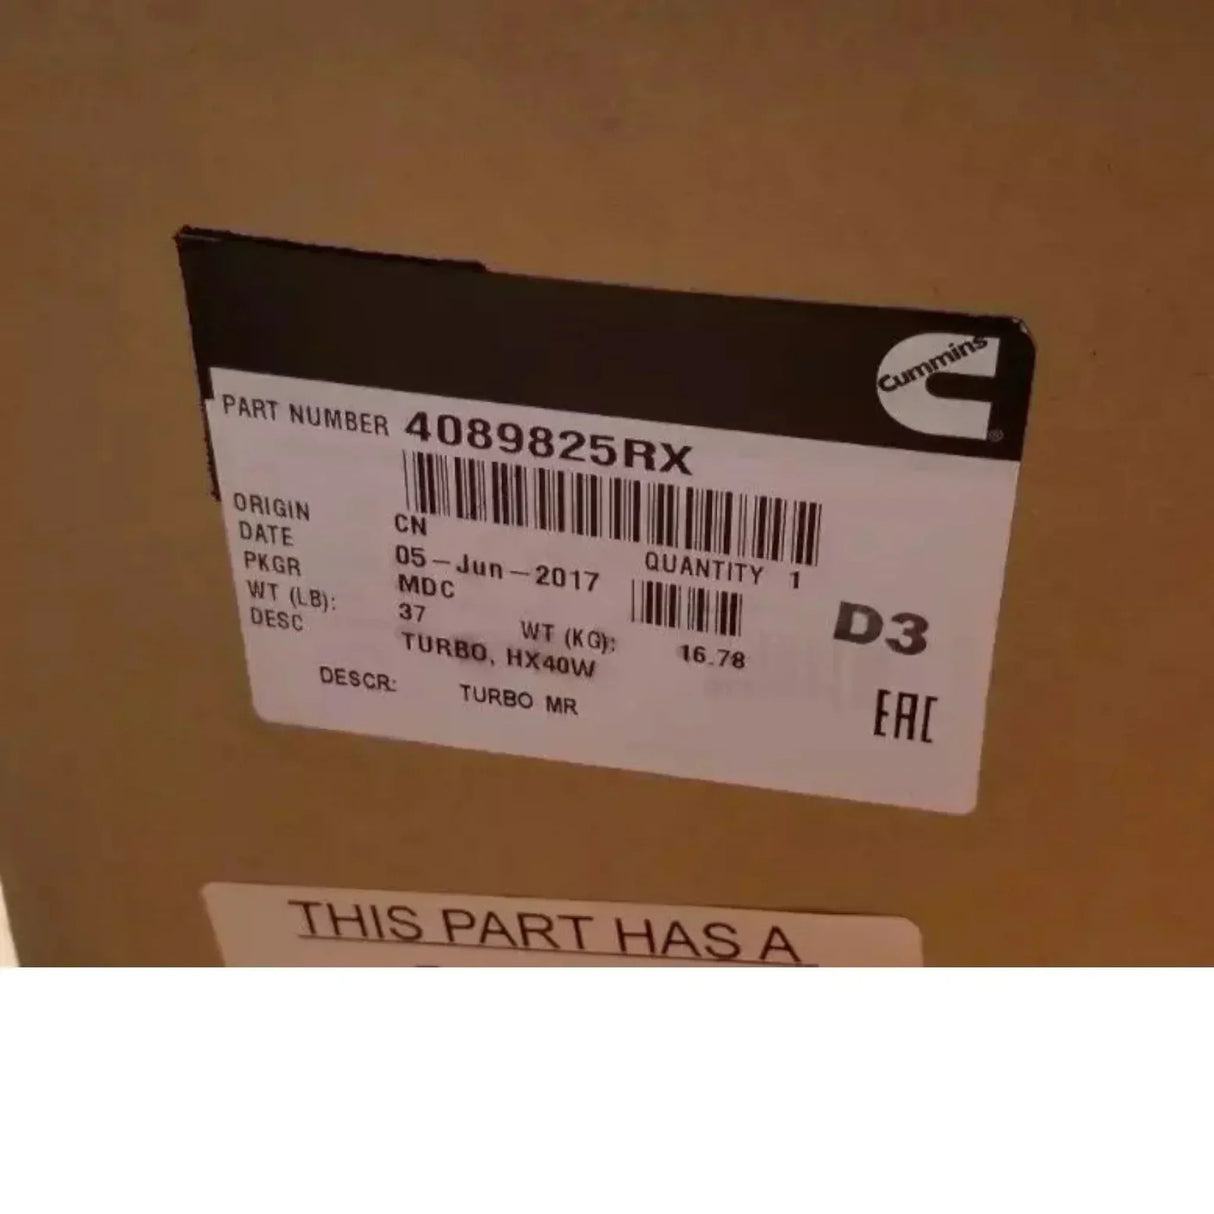 Cummins
®
PART NUMBER 4089825RX
ORIGIN CN
DATE 05-Jun-2017 QUANTITY 1
PKGR MDC
WT (LB): 37 WT (KG): 16.78
DESC TURBO, HX40W
DESCR: TURBO MR
D3
EAC
THIS PART HAS A